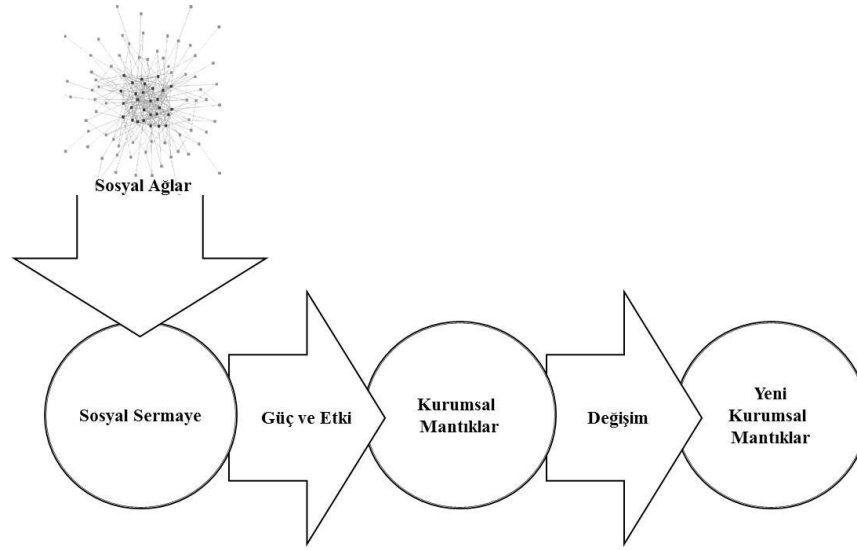 Sosyal Ağlar
Sosyal Sermaye
Güç ve Etki
Kurumsal
Mantıklar
Değişim
Yeni
Kurumsal
Mantıklar